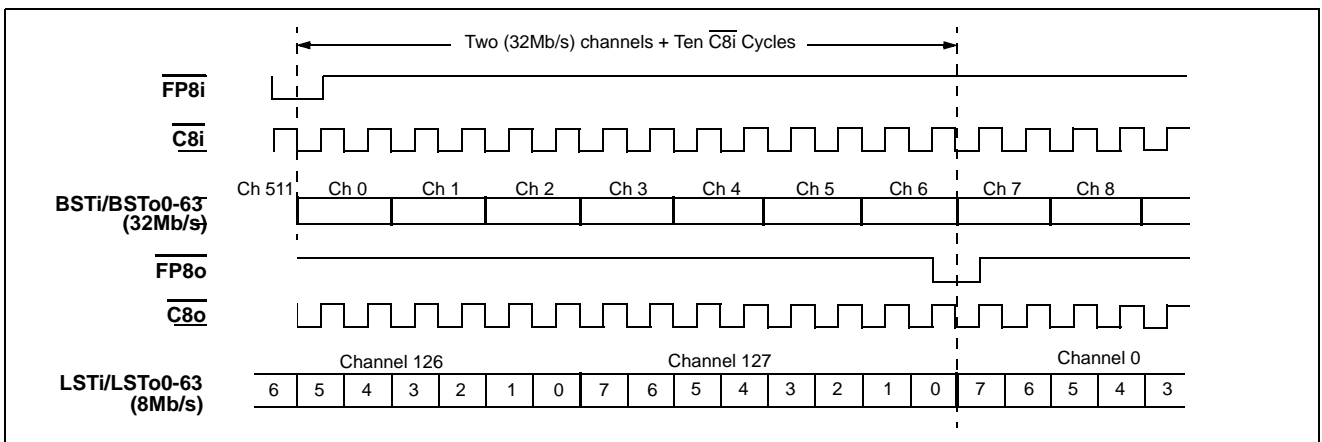 Two (32Mb/s) channels + Ten C8i Cycles
FP8i
C8i
Ch 511 Ch 0 Ch 1 Ch 2 Ch 3 Ch 4 Ch 5 Ch 6 Ch 7 Ch 8
BSTi/BSTo0-63
(32Mb/s)
FP8o
C8o
Channel 126 Channel 127 Channel 0
LSTi/LSTo0-63
(8Mb/s)
6 5 4 3 2 1 0 7 6 5 4 3 2 1 0 7 6 5 4 3